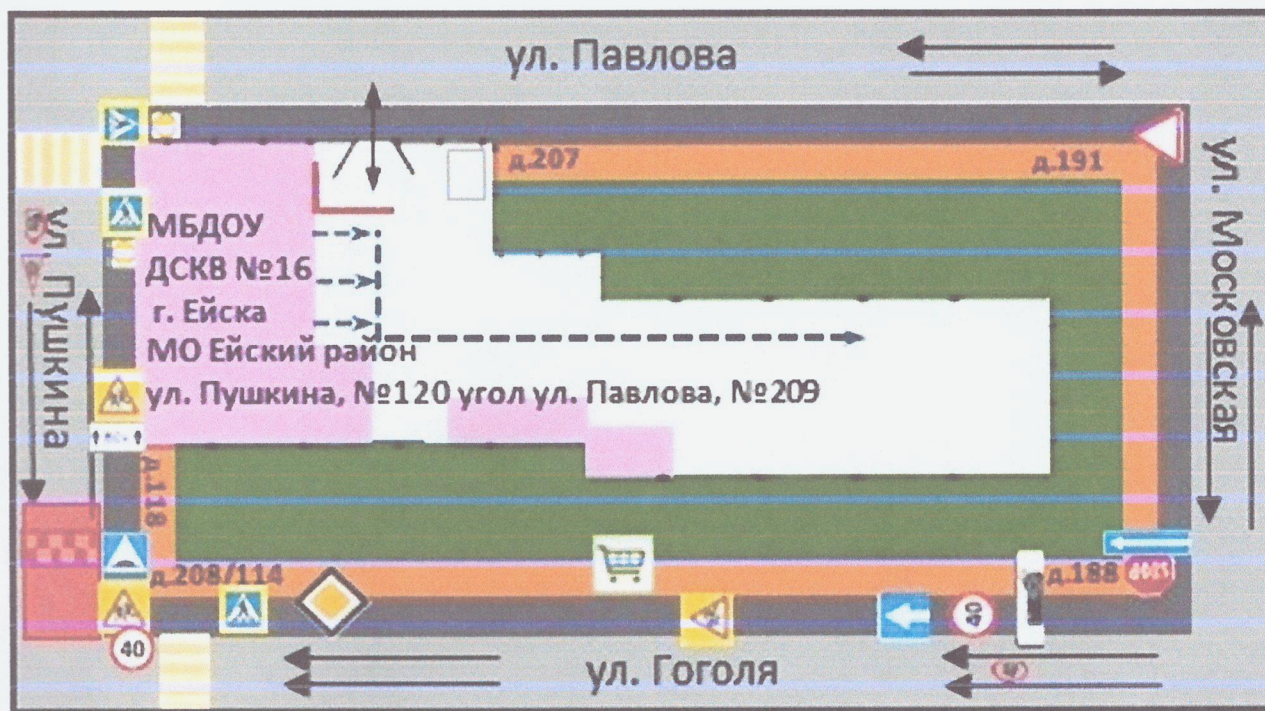 ул. Павлова
д.207
д.191
ул. Московская
ул. Пушкина
МБДОУ
ДСКВ №16
г. Ейска
МО Ейский район
ул. Пушкина, №120 угол ул. Павлова, №209
д.118
д.208/114
д.188
STOP
40
40
ул. Гоголя